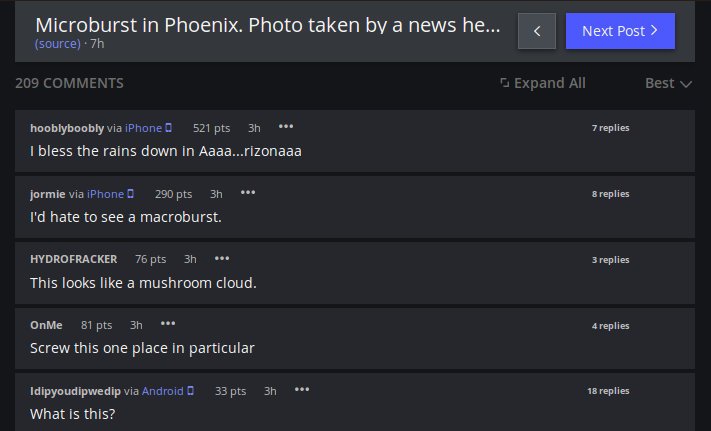 Microburst in Phoenix. Photo taken by a news he...
(source) · 7h
Next Post
209 COMMENTS
Expand All
Best
hooblyboobly via iPhone 521 pts 3h ••• 7 replies
I bless the rains down in Aaaa...rizonaaa
jormie via iPhone 290 pts 3h ••• 8 replies
I'd hate to see a macroburst.
HYDROFRACKER 76 pts 3h ••• 3 replies
This looks like a mushroom cloud.
OnMe 81 pts 3h ••• 4 replies
Screw this one place in particular
Idipyoudipwedip via Android 33 pts 3h ••• 18 replies
What is this?